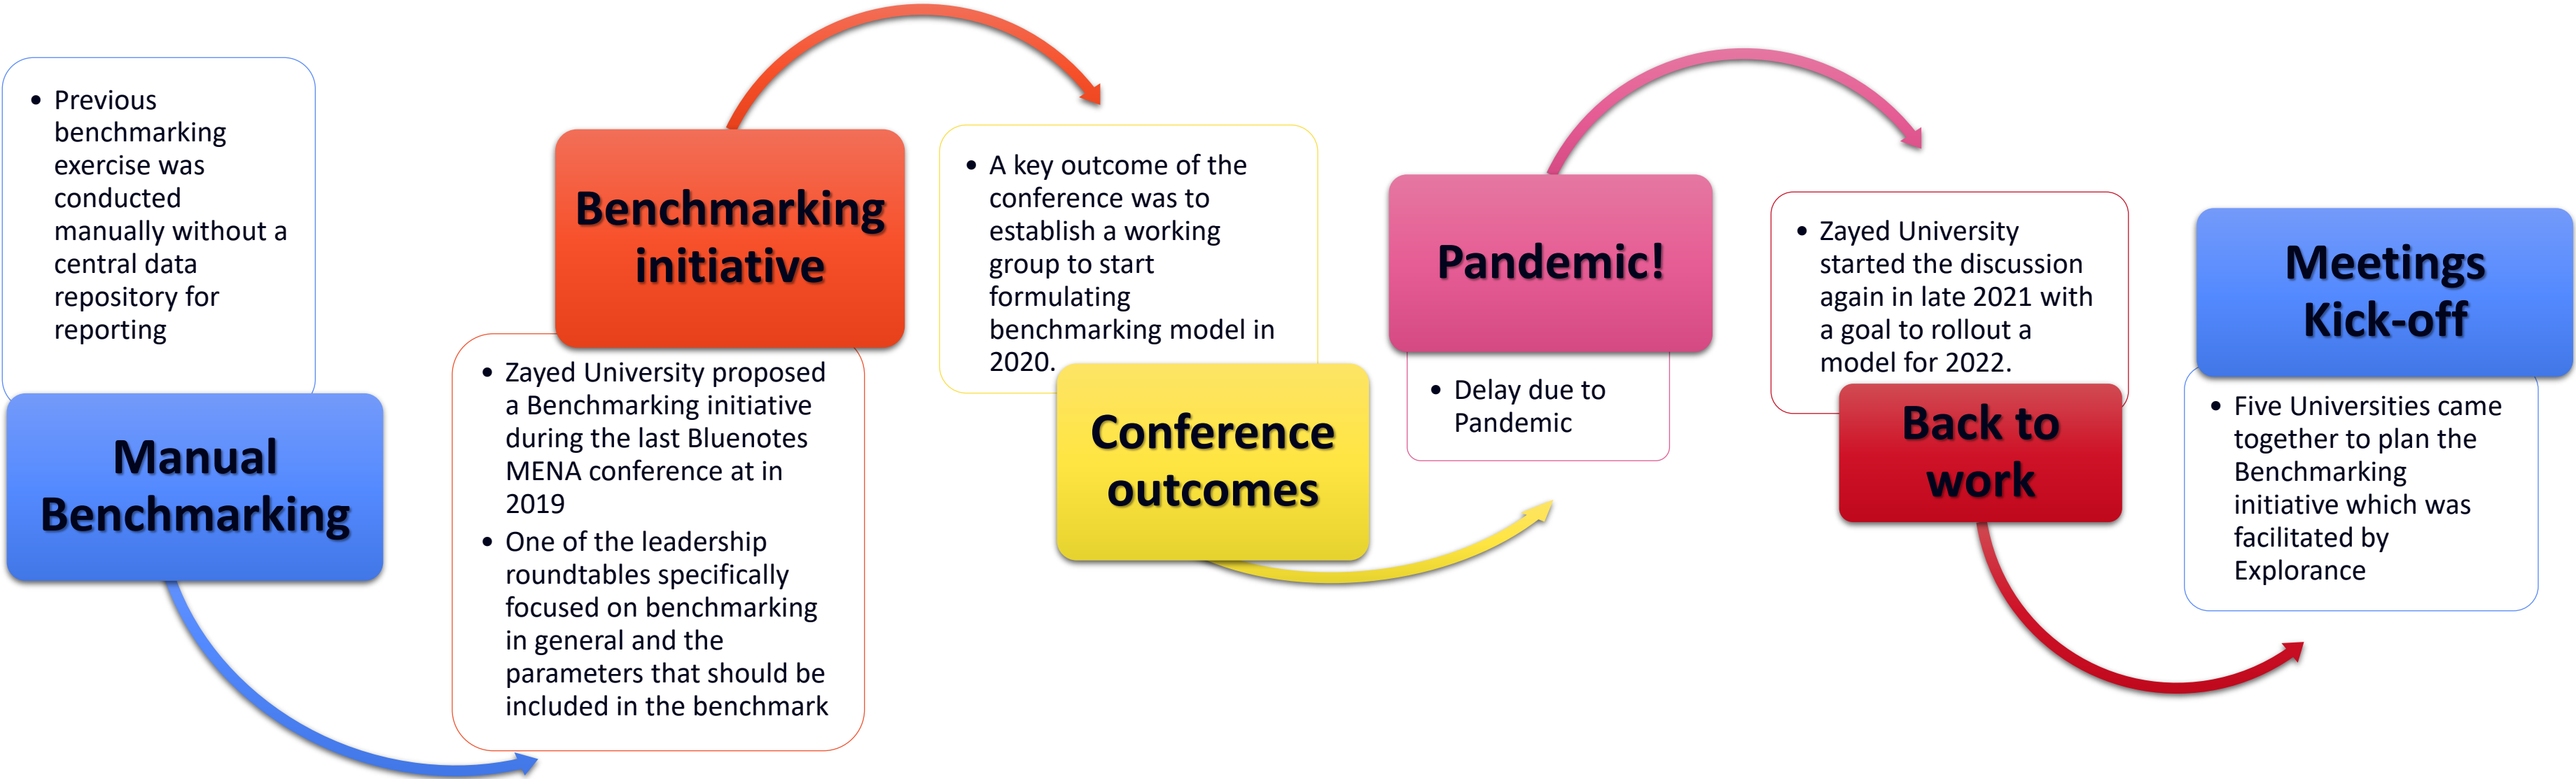 • Previous
benchmarking
exercise was
conducted
manually without a
central data
repository for
reporting
Manual
Benchmarking
Benchmarking
initiative
• Zayed University proposed
a Benchmarking initiative
during the last Bluenotes
MENA conference at in
2019
• One of the leadership
roundtables specifically
focused on benchmarking
in general and the
parameters that should be
included in the benchmark
• A key outcome of the
conference was to
establish a working
group to start
formulating
benchmarking model in
2020.
Conference
outcomes
Pandemic!
• Delay due to
Pandemic
• Zayed University
started the discussion
again in late 2021 with
a goal to rollout a
model for 2022.
Back to
work
Meetings
Kick-off
• Five Universities came
together to plan the
Benchmarking
initiative which was
facilitated by
Explorance